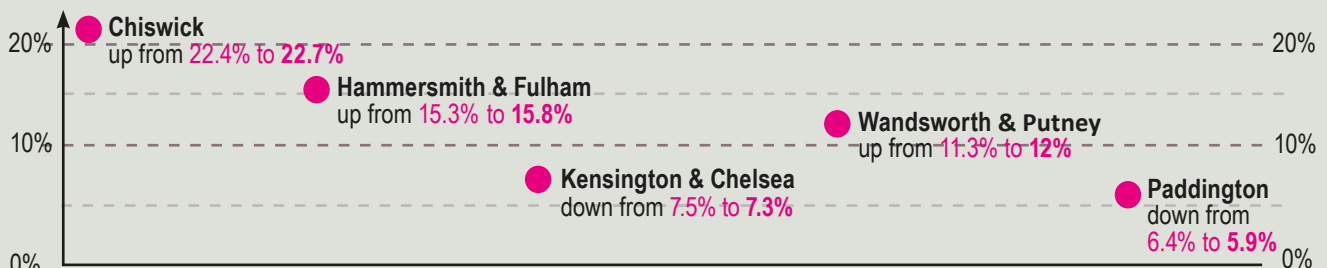 Chiswick
up from 22.4% to 22.7%
20%
20%
Hammersmith & Fulham
up from 15.3% to 15.8%
Wandsworth & Putney
up from 11.3% to 12%
10%
10%
Kensington & Chelsea
down from 7.5% to 7.3%
Paddington
down from
6.4% to 5.9%
0%
0%